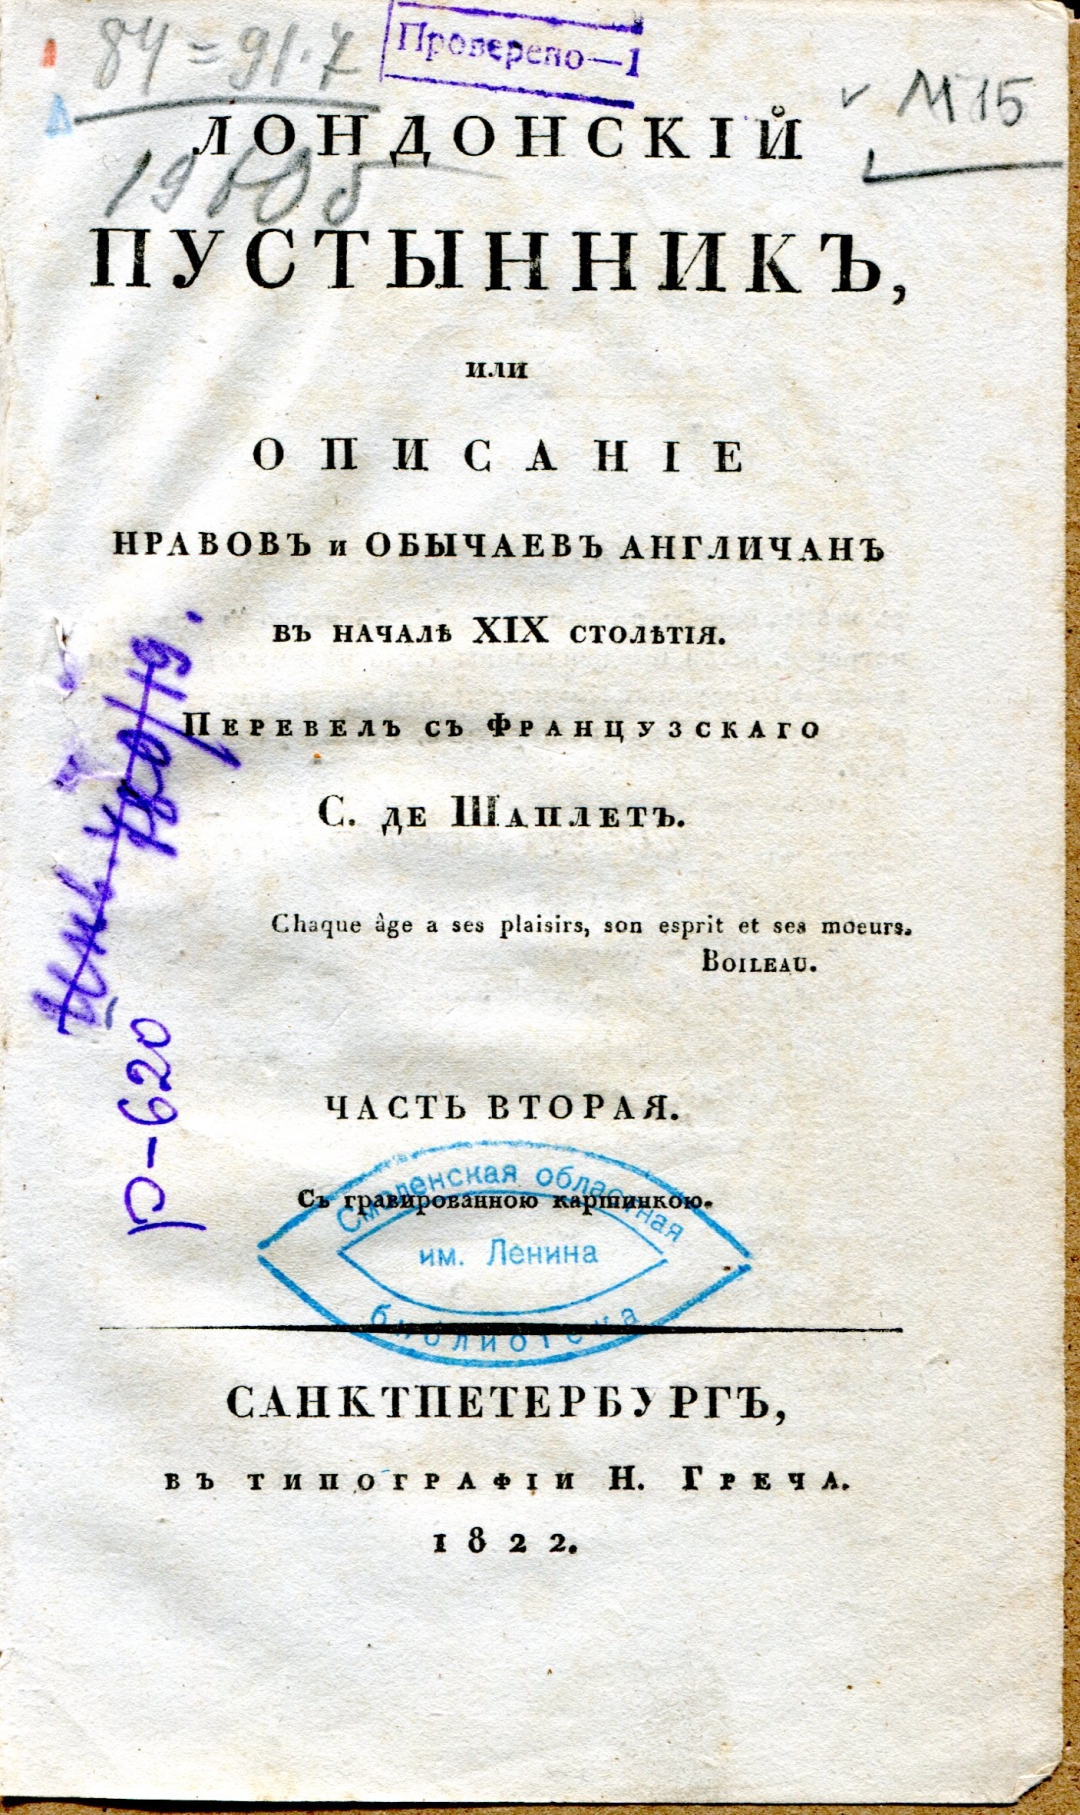 84=91.7
Проверено—1
М 15
ЛОНДОНСКІЙ
ПУСТЫННИКЪ,
или
ОПИСАНІЕ
НРАВОВЪ и ОБЫЧАЕВЪ АНГЛИЧАНЪ
ВЪ НАЧАЛѢ XIX СТОЛѢТІЯ.
Перевелъ съ Французскаго
С. де Шаплетъ.
Chaque âge a ses plaisirs, son esprit et ses moeurs.
Boileau.
р-620
ЧАСТЬ ВТОРАЯ.
Смоленская областная
Съ гравированною картинкою.
им. Ленина
библиотека
САНКТПЕТЕРБУРГЪ,
въ типографіи Н. Греча.
1822.